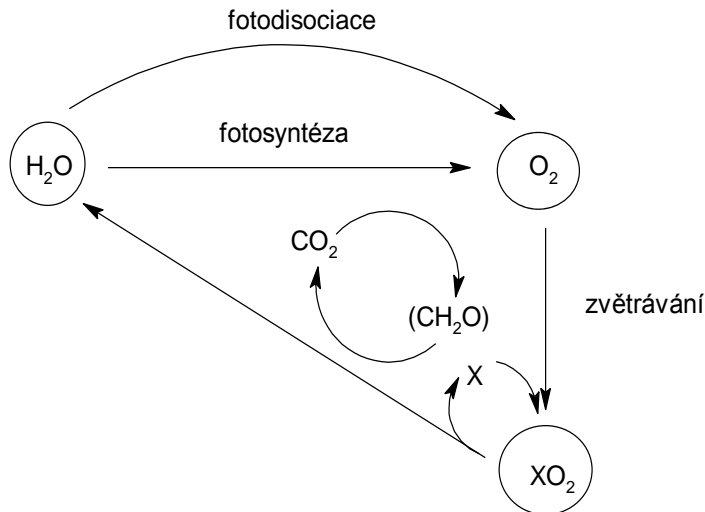 fotodisociace
fotosyntéza
H₂O
O₂
CO₂
zvětrávání
(CH₂O)
X
XO₂